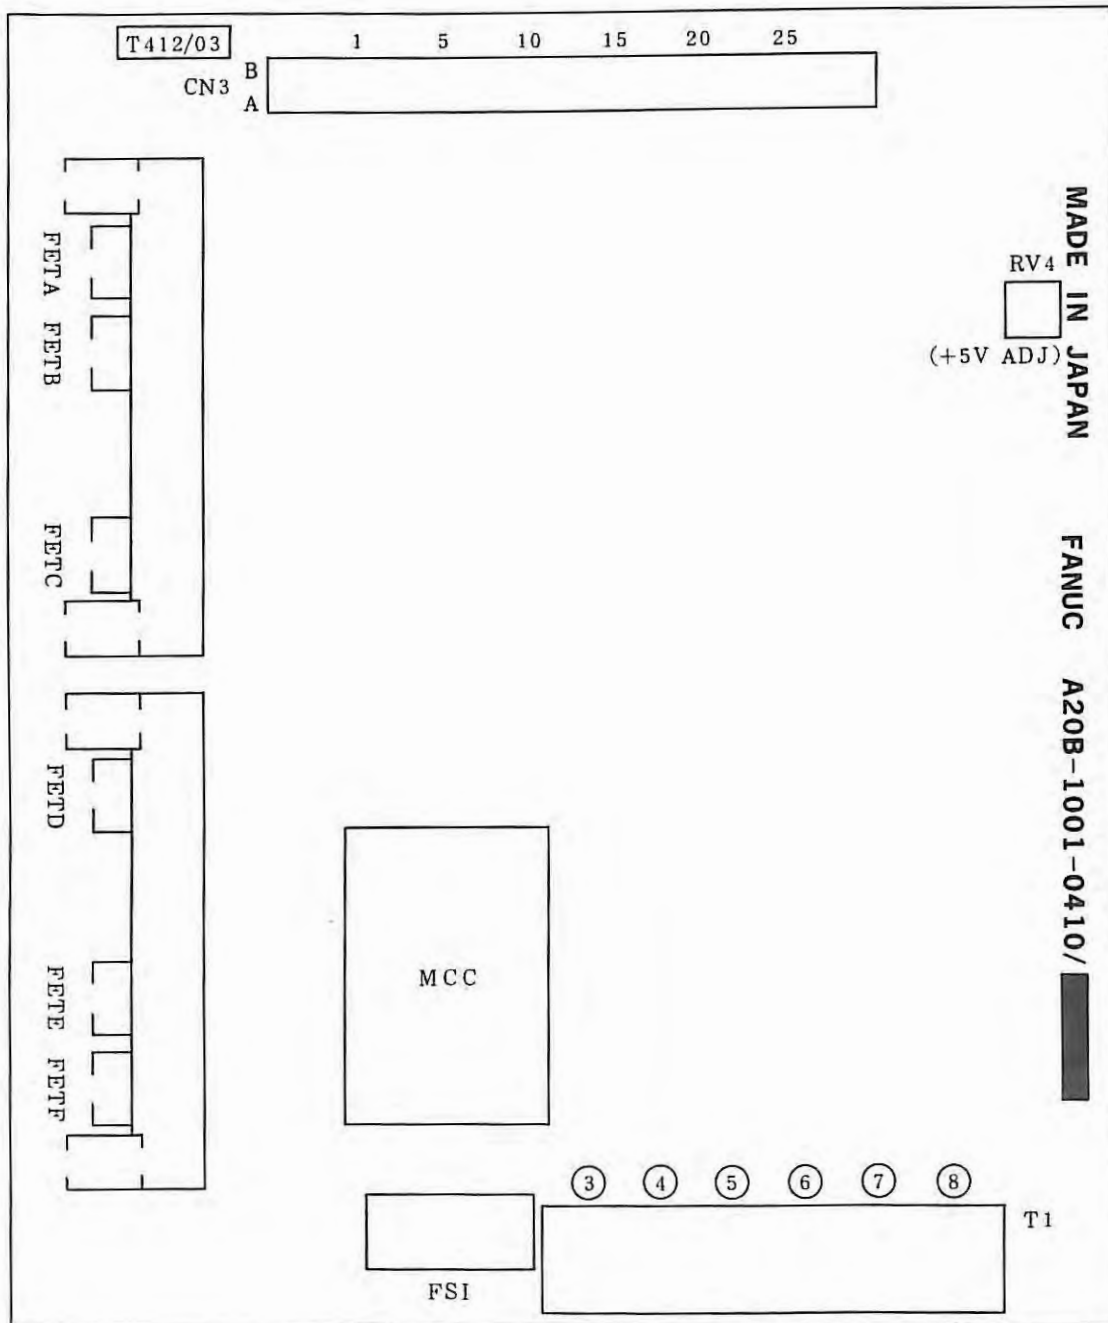 T412/03
1 5 10 15 20 25
CN3
B
A
FETA
FETB
FETC
FETD
FETE
FETF
RV4
(+5V ADJ)
MADE IN JAPAN FANUC A20B-1001-0410/
MCC
3 4 5 6 7 8
T1
FSI